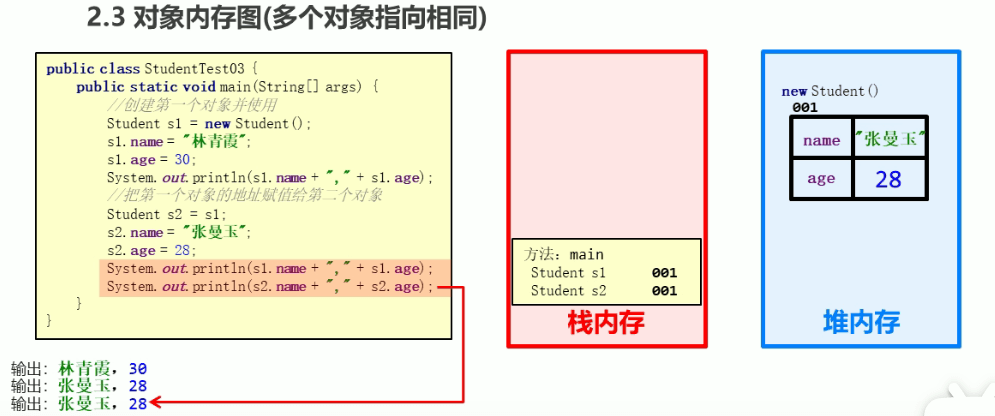 2.3 对象内存图(多个对象指向相同)
public class StudentTest03 {
public static void main(String[] args) {
//创建第一个对象并使用
Student s1 = new Student();
s1.name = "林青霞";
s1.age = 30;
System.out.println(s1.name + "," + s1.age);
//把第一个对象的地址赋值给第二个对象
Student s2 = s1;
s2.name = "张曼玉";
s2.age = 28;
System.out.println(s1.name + "," + s1.age);
System.out.println(s2.name + "," + s2.age);
}
}
输出：林青霞，30
输出：张曼玉，28
输出：张曼玉，28
方法：main
Student s1 001
Student s2 001
栈内存
new Student()
001
name "张曼玉"
age 28
堆内存